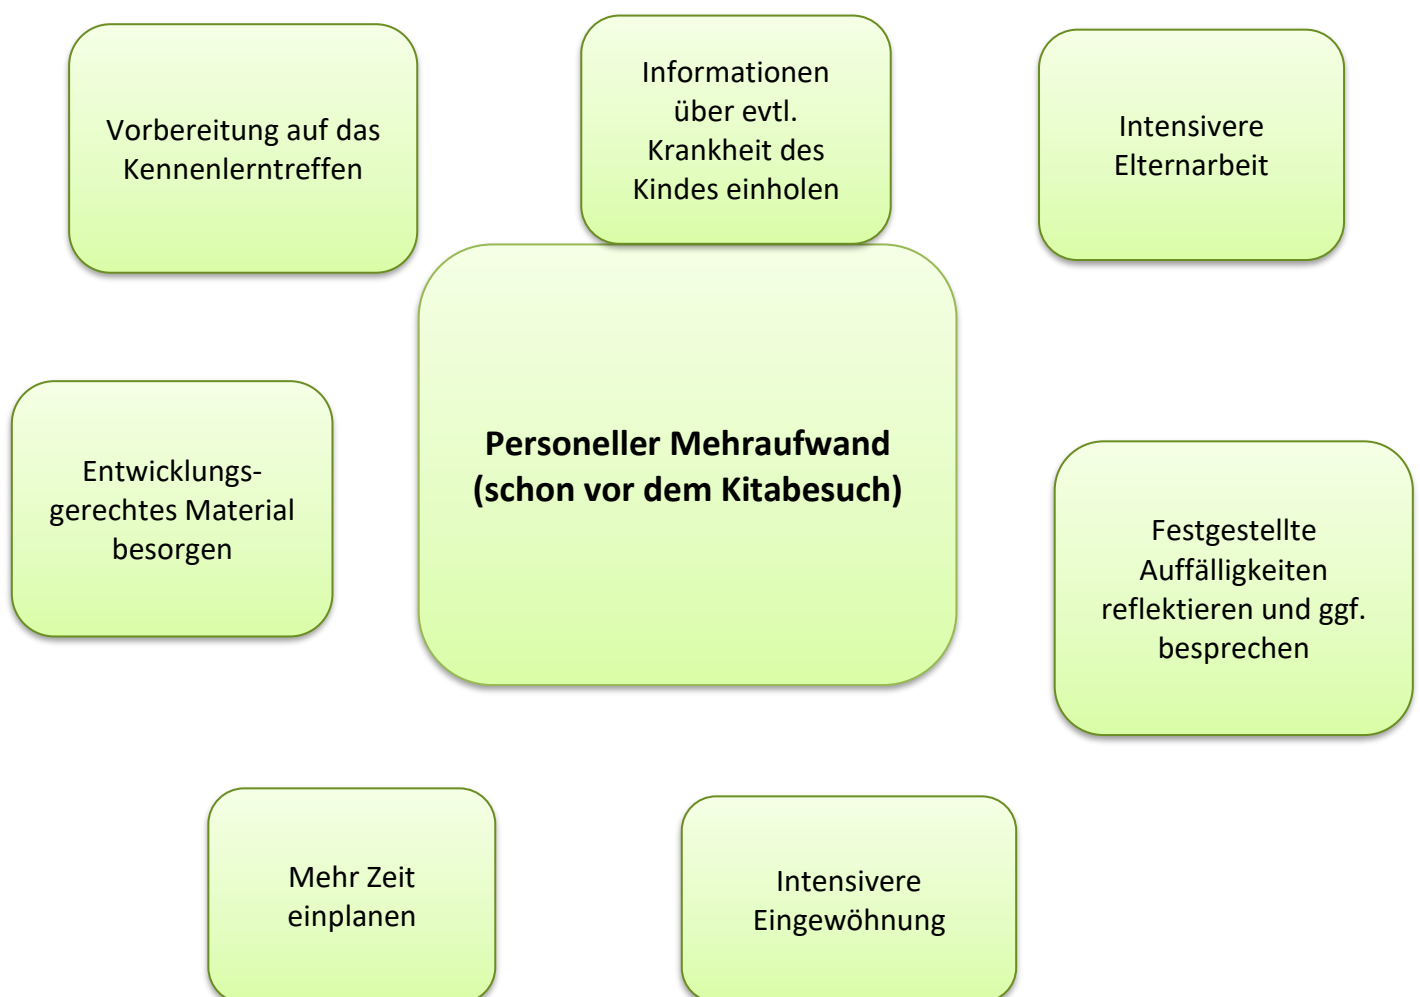 Vorbereitung auf das
Kennenlerntreffen
Informationen
über evtl.
Krankheit des
Kindes einholen
Intensivere
Elternarbeit
Personeller Mehraufwand
(schon vor dem Kitabesuch)
Entwicklungs-
gerechtes Material
besorgen
Festgestellte
Auffälligkeiten
reflektieren und ggf.
besprechen
Mehr Zeit
einplanen
Intensivere
Eingewöhnung